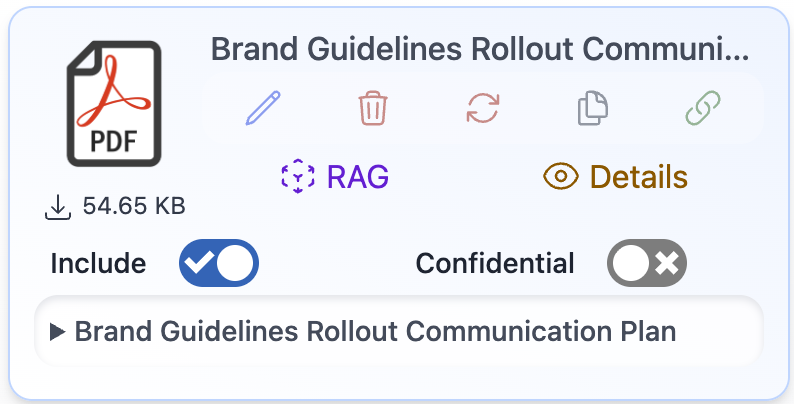 Brand Guidelines Rollout Communi...
PDF
RAG
Details
54.65 KB
Include
Confidential
Brand Guidelines Rollout Communication Plan